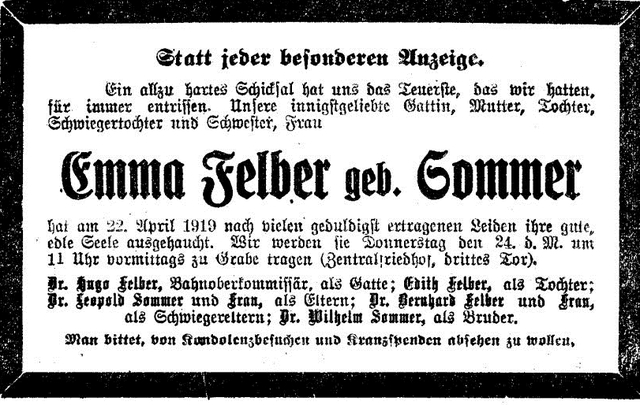 Statt jeder besonderen Anzeige.
Ein allzu hartes Schicksal hat uns das Teuerste, das wir hatten,
für immer entrissen. Unsere innigstgeliebte Gattin, Mutter, Tochter,
Schwiegertochter und Schwester, Frau
Emma Felber geb. Sommer
hat am 22. April 1919 nach vielen geduldigst ertragenen Leiden ihre gute,
edle Seele ausgehaucht. Wir werden sie Donnerstag den 24. d. M. um
11 Uhr vormittags zu Grabe tragen (Zentralfriedhof, drittes Tor).
Dr. Hugo Felber, Bahnoberkommissär, als Gatte; Edith Felber, als Tochter;
Dr. Leopold Sommer und Frau, als Eltern; Dr. Bernhard Felber und Frau,
als Schwiegereltern; Dr. Wilhelm Sommer, als Bruder.
Man bittet, von Kondolenzbesuchen und Kranzspenden absehen zu wollen.